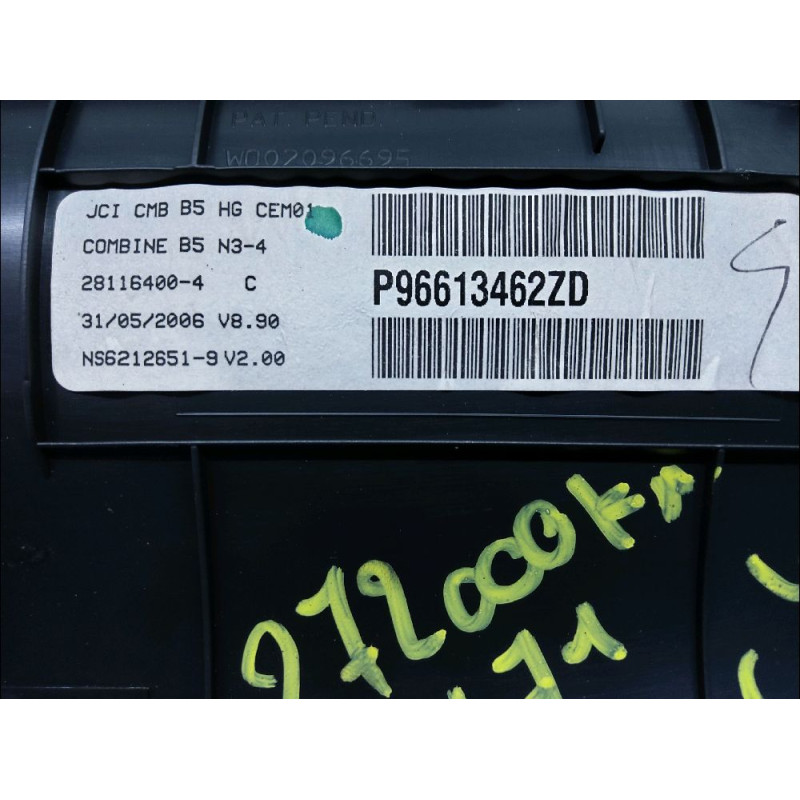 PAT. PEND.
W002096695
JCI CMB B5 HG CEM01
COMBINE B5 N3-4
28116400-4 C
31/05/2006 V8.90
NS6212651-9 V2.00
P96613462ZD
272000km